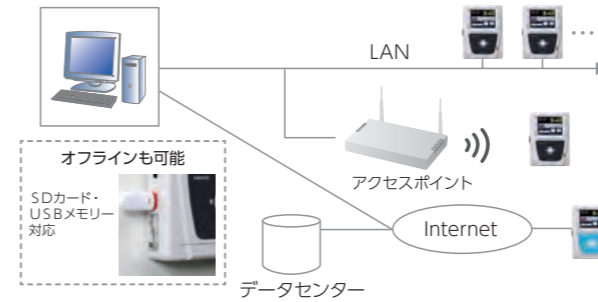 LAN
…
オフラインも可能
SDカード・
USBメモリー
対応
アクセスポイント
Internet
データセンター